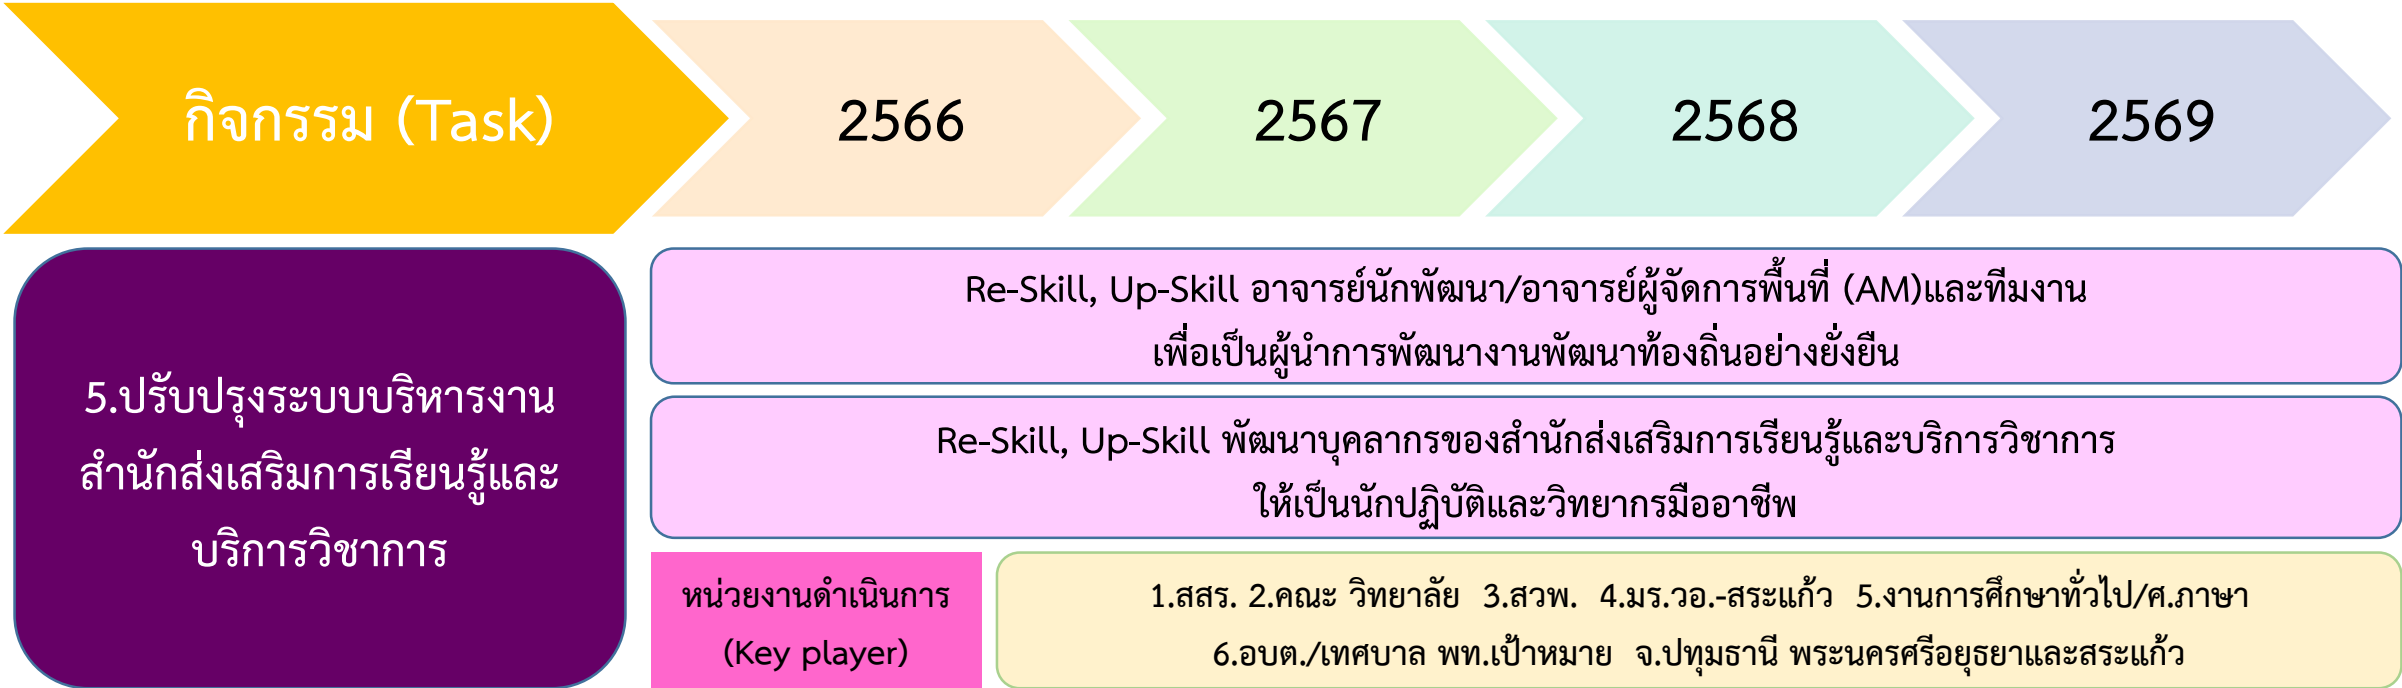 กิจกรรม (Task)
2566
2567
2568
2569
5.ปรับปรุงระบบบริหารงาน
สำนักส่งเสริมการเรียนรู้และ
บริการวิชาการ
Re-Skill, Up-Skill อาจารย์นักพัฒนา/อาจารย์ผู้จัดการพื้นที่ (AM)และทีมงาน
เพื่อเป็นผู้นำการพัฒนางานพัฒนาท้องถิ่นอย่างยั่งยืน
Re-Skill, Up-Skill พัฒนาบุคลากรของสำนักส่งเสริมการเรียนรู้และบริการวิชาการ
ให้เป็นนักปฏิบัติและวิทยากรมืออาชีพ
หน่วยงานดำเนินการ
(Key player)
1.สสร. 2.คณะ วิทยาลัย 3.สวพ. 4.มร.วอ.-สระแก้ว 5.งานการศึกษาทั่วไป/ศ.ภาษา
6.อบต./เทศบาล พท.เป้าหมาย จ.ปทุมธานี พระนครศรีอยุธยาและสระแก้ว